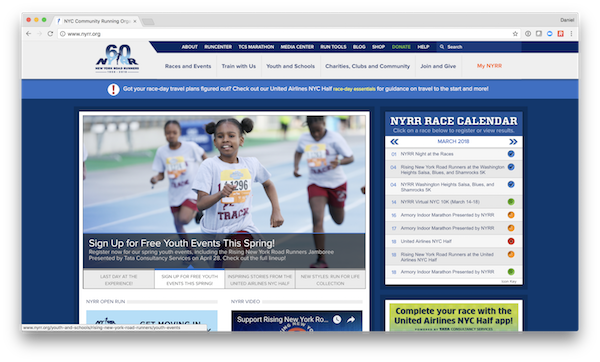 NYC Community Running Orga
Daniel
www.nyrr.org
ABOUT RUNCENTER TCS MARATHON MEDIA CENTER RUN TOOLS BLOG SHOP DONATE HELP Search
60
NYRR
NEW YORK ROAD RUNNERS
1958 - 2018
Races and Events Train with Us Youth and Schools Charities, Clubs and Community Join and Give My NYRR
Got your race-day travel plans figured out? Check out our United Airlines NYC Half race-day essentials for guidance on travel to the start and more!
1296
TRACK
TRACK
Sign Up for Free Youth Events This Spring!
Register now for our spring youth events, including the Rising New York Road Runners Jamboree
Presented by Tata Consultancy Services on April 28. Check out the full lineup!
LAST DAY AT THE
EXPERIENCE!
SIGN UP FOR FREE YOUTH
EVENTS THIS SPRING!
INSPIRING STORIES FROM THE
UNITED AIRLINES NYC HALF
NEW STYLES: RUN FOR LIFE
COLLECTION
NYRR OPEN RUN
GET MOVING IN
NYRR VIDEO
Support Rising New York Ro...
NYRR RACE CALENDAR
Click on a race below to register or view results.
MARCH 2018
01 NYRR Night at the Races
04 Rising New York Road Runners at the Washington
Heights Salsa, Blues, and Shamrocks 5K
04 NYRR Washington Heights Salsa, Blues, and
Shamrocks 5K
14 NYRR Virtual NYC 10K (March 14-18)
16 Armory Indoor Marathon Presented by NYRR
17 Armory Indoor Marathon Presented by NYRR
18 United Airlines NYC Half
18 Rising New York Road Runners at the United
Airlines NYC Half
18 Armory Indoor Marathon Presented by NYRR
Icon Key
Complete your race with the
United Airlines NYC Half app!
POWERED BY TATA CONSULTANCY SERVICES
www.nyrr.org/youth-and-schools/rising-new-york-road-runners/youth-events